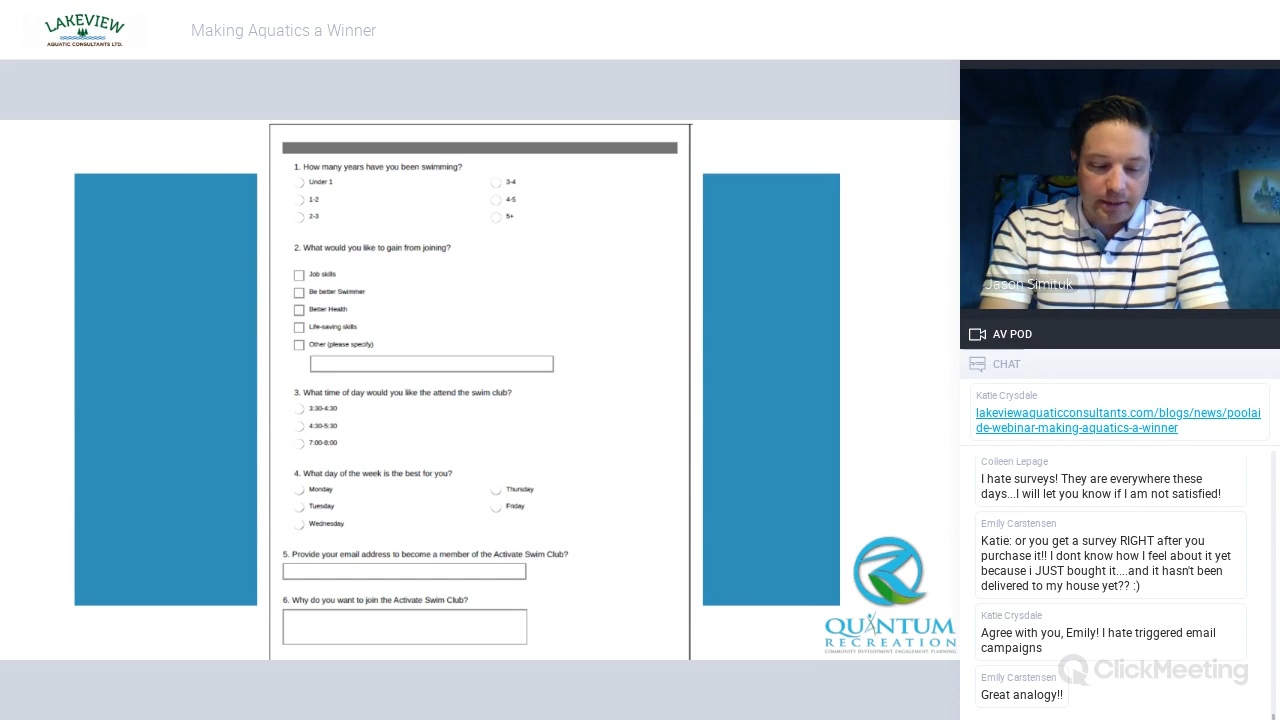 LAKEVIEW
AQUATIC CONSULTANTS LTD.
Making Aquatics a Winner
1. How many years have you been swimming?
Under 1
3-4
1-2
4-5
2-3
5+
2. What would you like to gain from joining?
Job skills
Be better Swimmer
Better Health
Life-saving skills
Other (please specify)
3. What time of day would you like the attend the swim club?
3:30-4:30
4:30-5:30
7:00-8:00
4. What day of the week is the best for you?
Monday
Thursday
Tuesday
Friday
Wednesday
5. Provide your email address to become a member of the Activate Swim Club?
6. Why do you want to join the Activate Swim Club?
QUANTUM
RECREATION
COMMUNITY DEVELOPMENT, ENGAGEMENT, PLANNING
Jason Simituk
AV POD
CHAT
Katie Crysdale
lakeviewaquaticconsultants.com/blogs/news/poolai
de-webinar-making-aquatics-a-winner
Colleen Lepage
I hate surveys! They are everywhere these
days...I will let you know if I am not satisfied!
Emily Carstensen
Katie: or you get a survey RIGHT after you
purchase it!! I dont know how I feel about it yet
because i JUST bought it....and it hasn't been
delivered to my house yet?? :)
Katie Crysdale
Agree with you, Emily! I hate triggered email
campaigns
Emily Carstensen
Great analogy!!
ClickMeeting